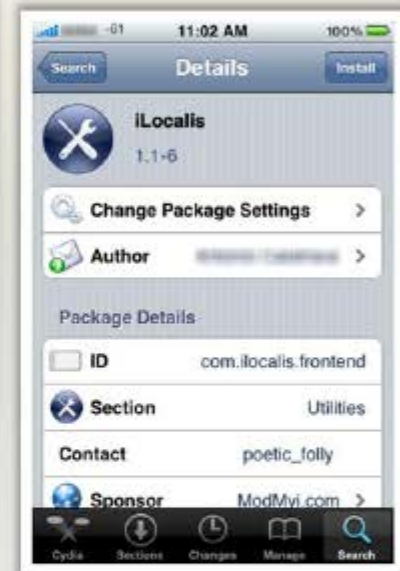 -61 11:02 AM 100%
Search Details Install
iLocalis
1.1-6
Change Package Settings >
Author >
Package Details
ID com.ilocalis.frontend
Section Utilities
Contact poetic_folly
Sponsor ModMyi.com >
Cydia Sections Changes Manage Search